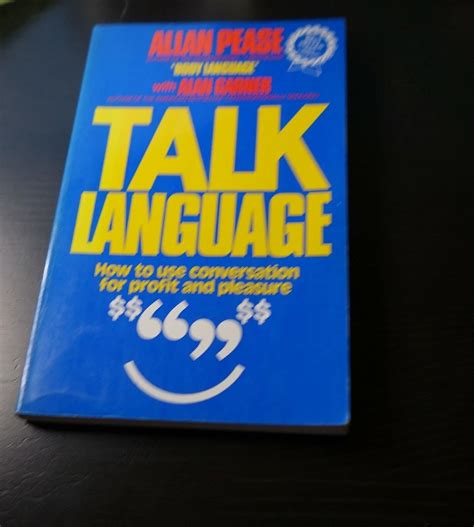 ALLAN PEASE
'BODY LANGUAGE'
with ALAN GARNER
TALK
LANGUAGE
How to use conversation
for profit and pleasure
$$ “ ” $$